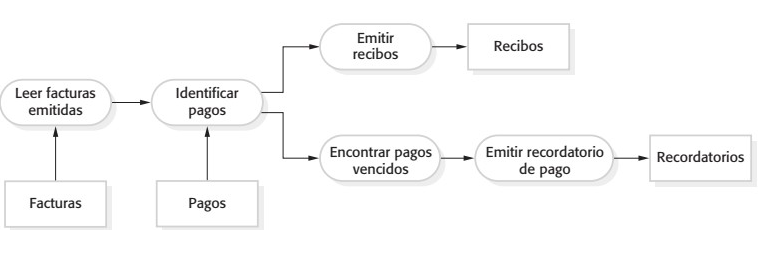 Emitir
recibos
Recibos
Leer facturas
emitidas
Identificar
pagos
Encontrar pagos
vencidos
Emitir recordatorio
de pago
Recordatorios
Facturas
Pagos